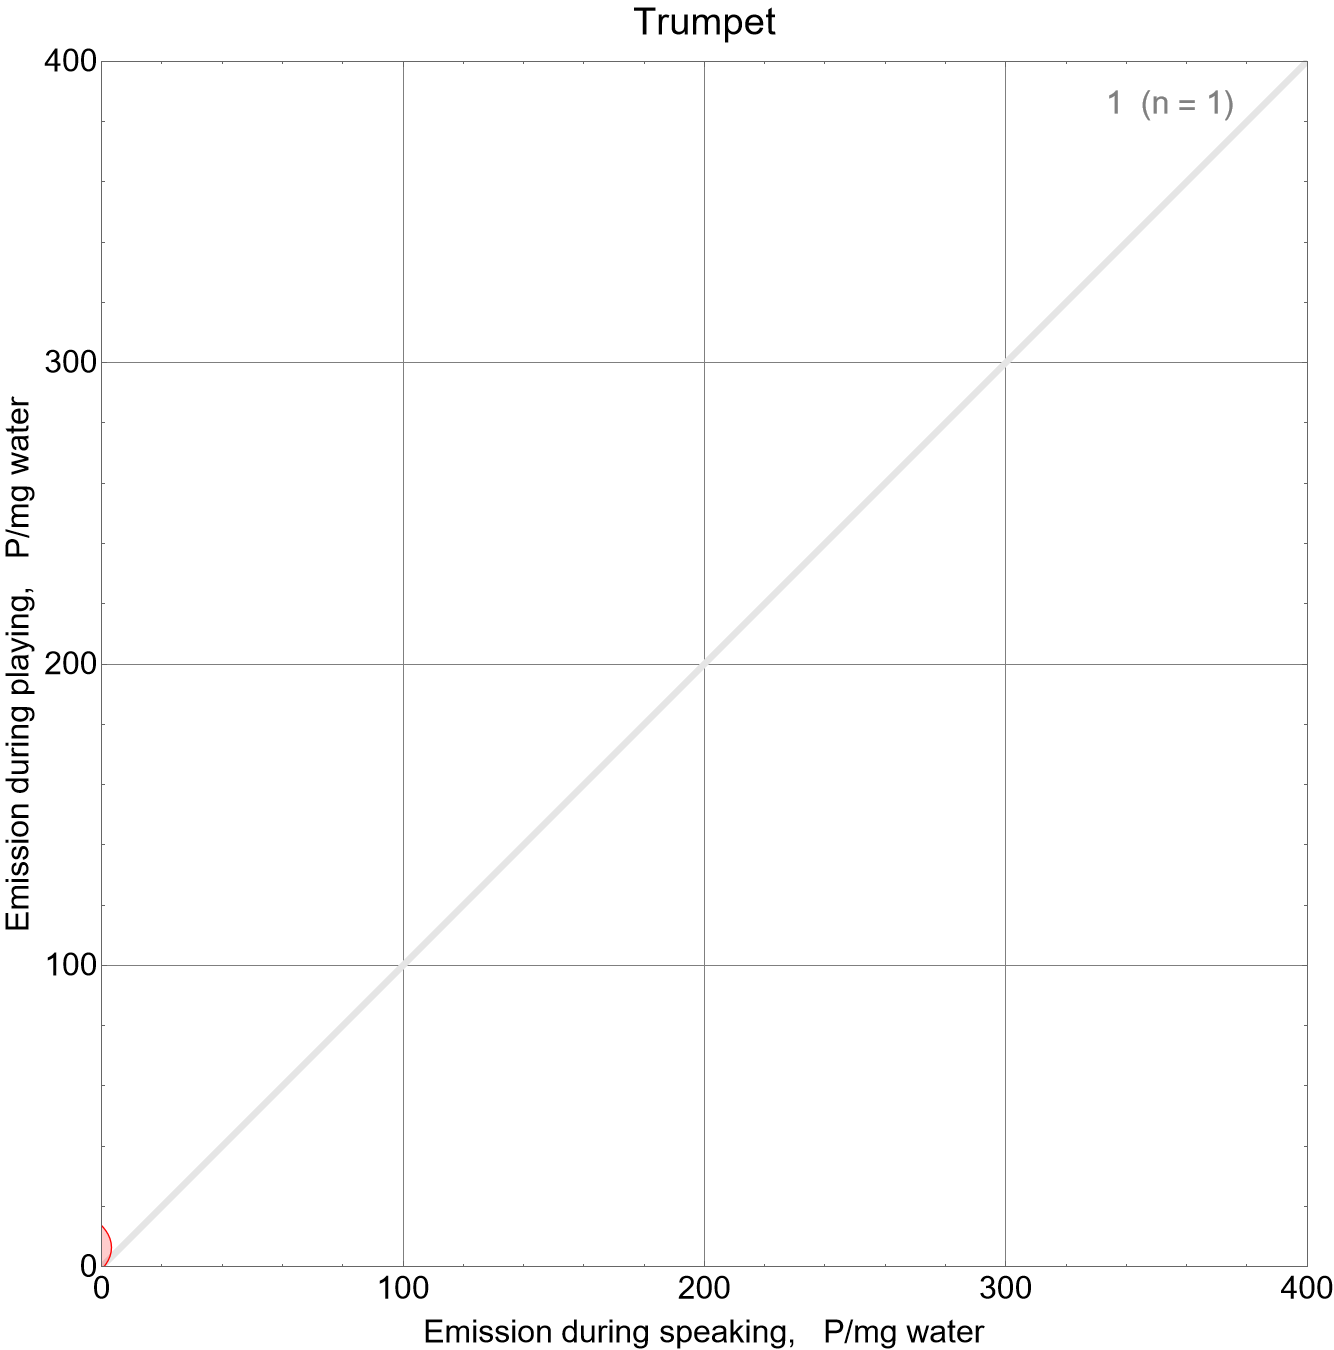 Trumpet
400
1 (n = 1)
300
Emission during playing, P/mg water
200
100
0
0 100 200 300 400
Emission during speaking, P/mg water